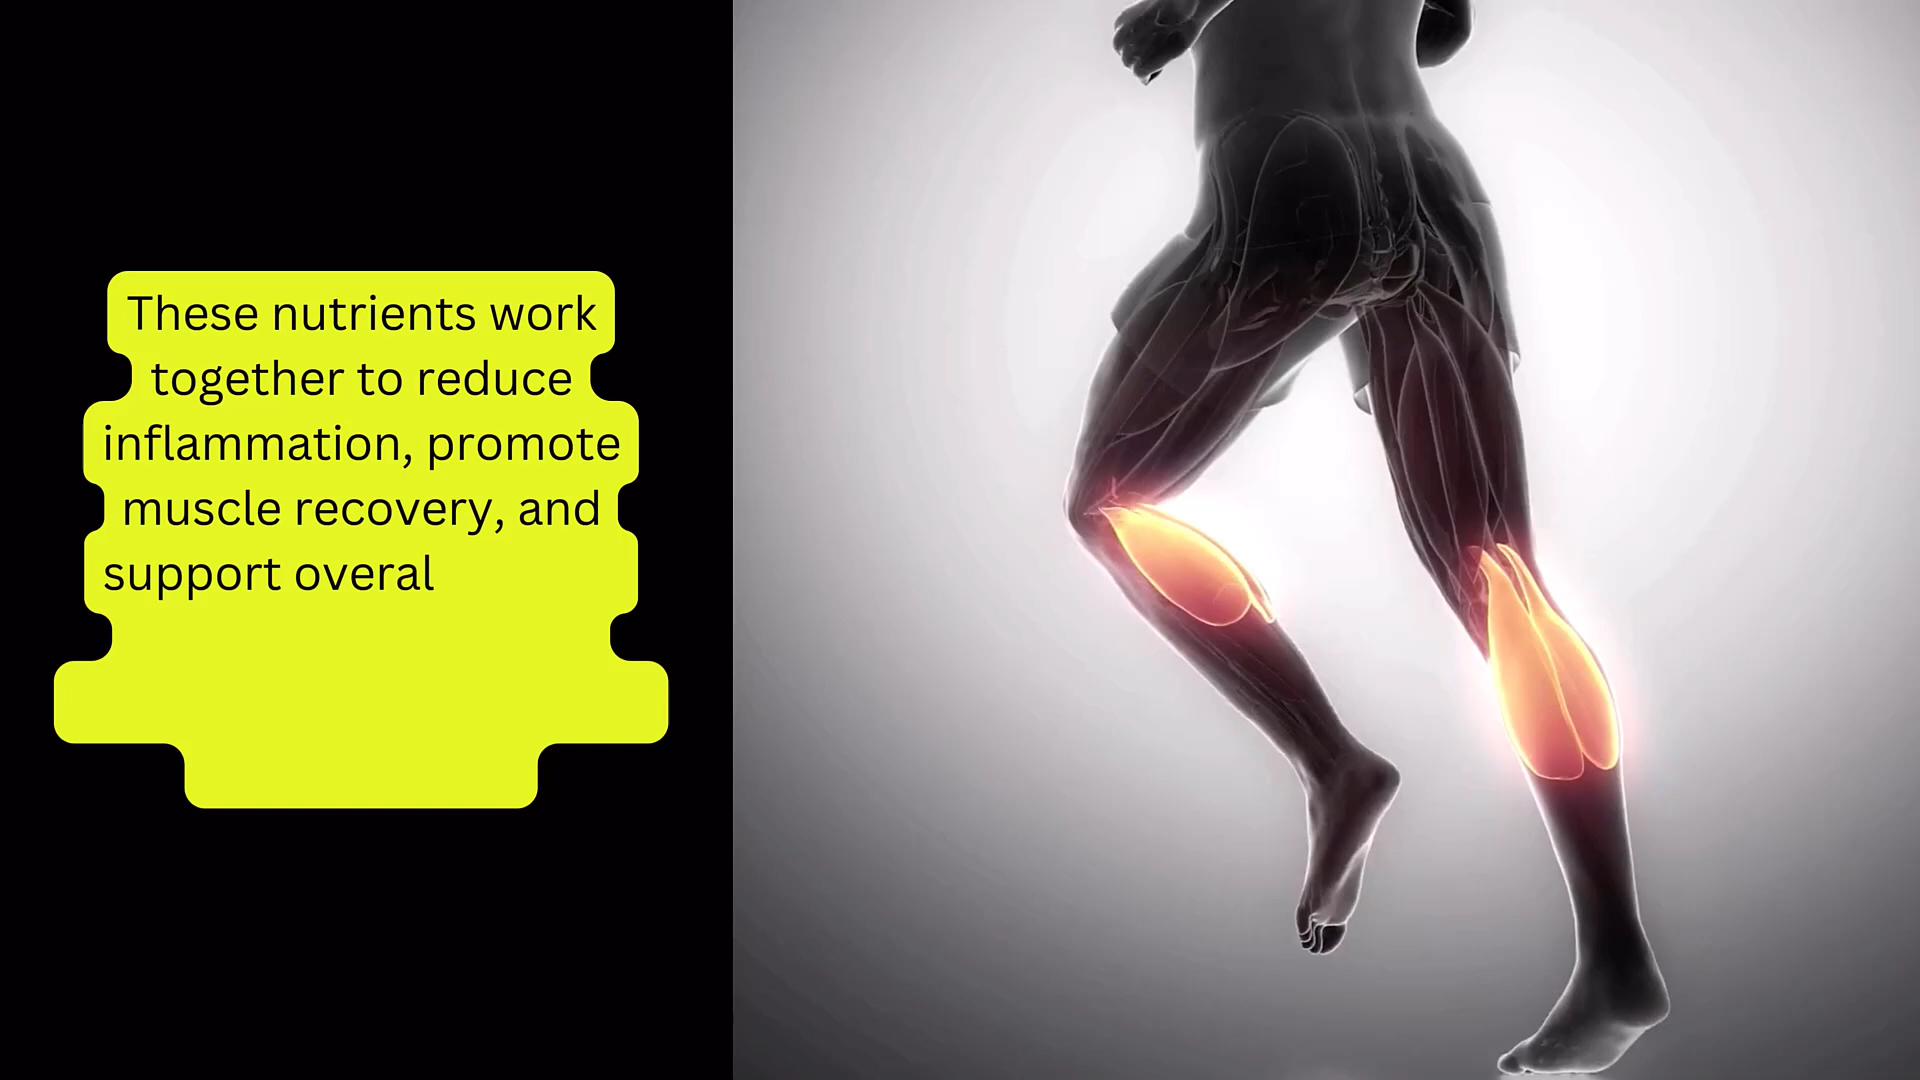 These nutrients work
together to reduce
inflammation, promote
muscle recovery, and
support overal